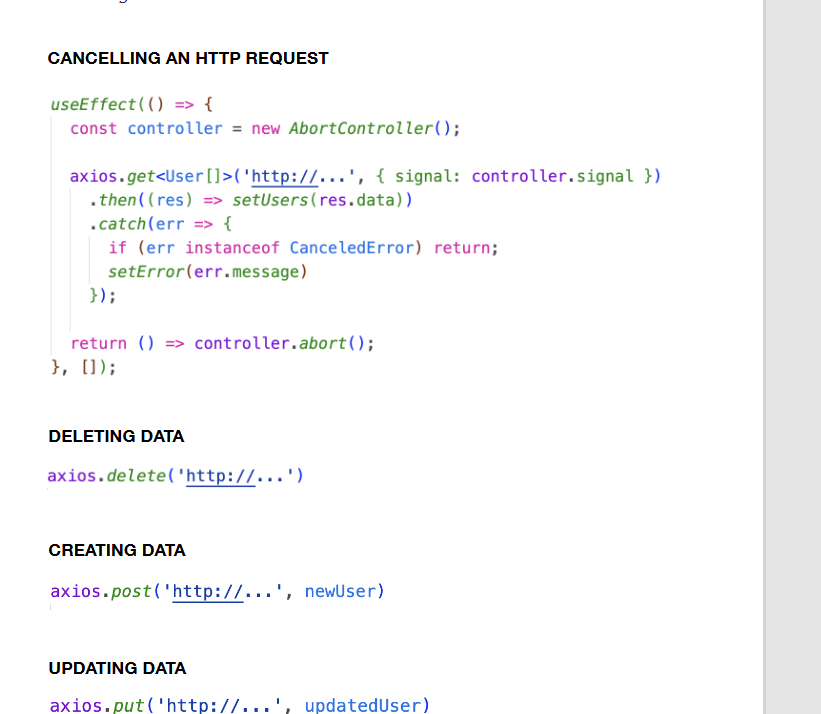 CANCELLING AN HTTP REQUEST
useEffect(() => {
const controller = new AbortController();
axios.get<User[]>('http://...', { signal: controller.signal })
.then((res) => setUsers(res.data))
.catch(err => {
if (err instanceof CanceledError) return;
setError(err.message)
});
return () => controller.abort();
}, []);
DELETING DATA
axios.delete('http://...')
CREATING DATA
axios.post('http://...', newUser)
UPDATING DATA
axios.put('http://...', updatedUser)